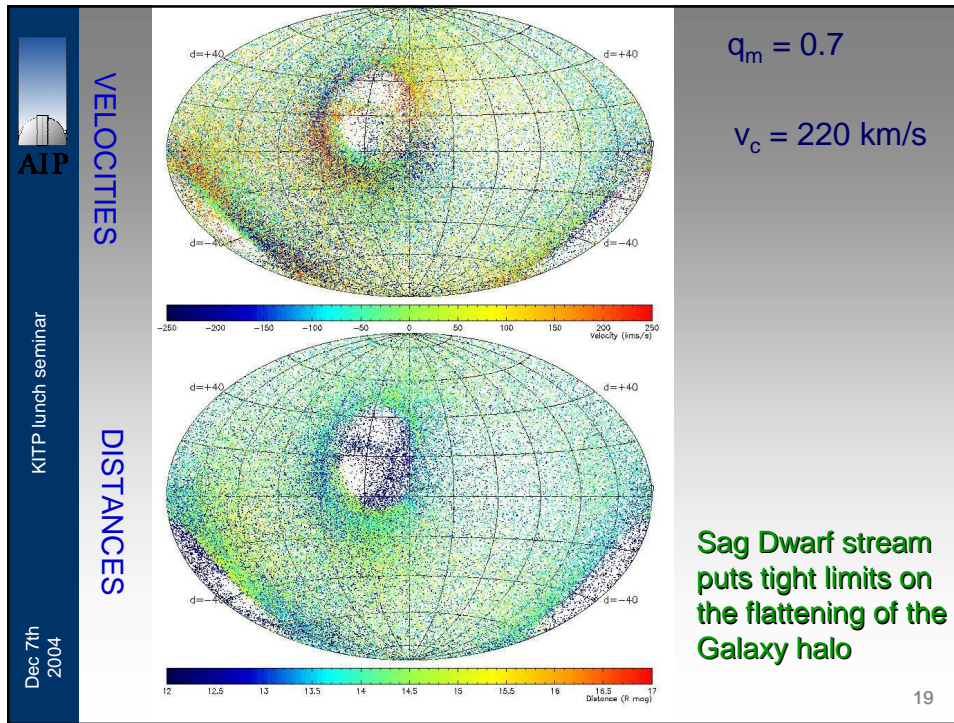 AIP
VELOCITIES
KITP lunch seminar
DISTANCES
Dec 7th
2004
d=+40
d=+40
d=-40
d=-40
-250 -200 -150 -100 -50 0 50 100 150 200 250
Velocity (kms/s)
d=+40
d=+40
d=-40
d=-40
12 12.5 13 13.5 14 14.5 15 15.5 16 16.5 17
Distance (R mag)
qm = 0.7
vc = 220 km/s
Sag Dwarf stream
puts tight limits on
the flattening of the
Galaxy halo
19